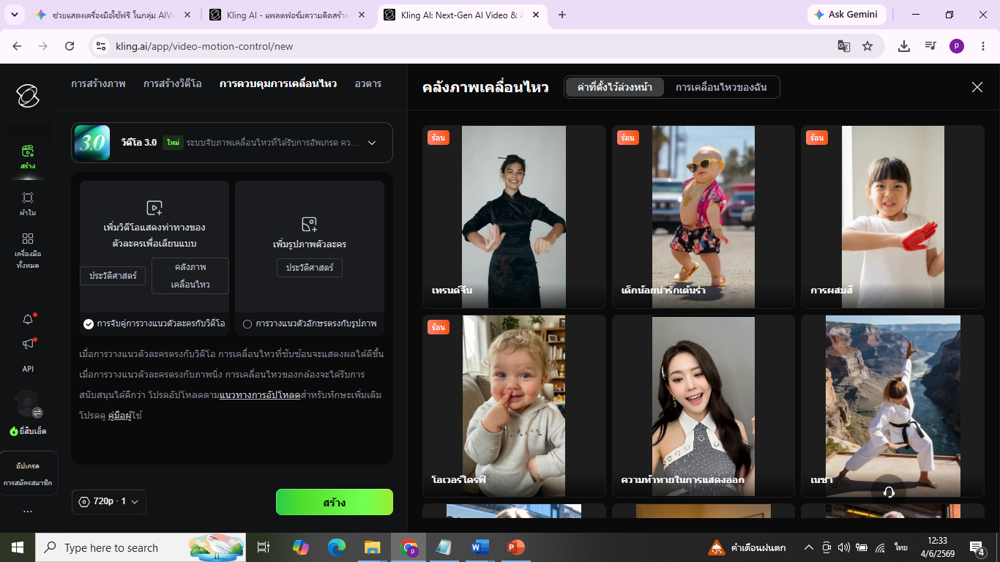 ช่วยแสดงเครื่องมือใช้ฟรี ในกลุ่ม AIVi
Kling AI - แพลตฟอร์มความคิดสร้าง
Kling AI: Next-Gen AI Video & A
Ask Gemini
kling.ai/app/video-motion-control/new
p
การสร้างภาพ
การสร้างวิดีโอ
การควบคุมการเคลื่อนไหว
อวตาร
3.0
วิดีโอ 3.0
ใหม่
ระบบจับภาพเคลื่อนไหวที่ได้รับการอัพเกรด คว...
สร้าง
ผ้าใบ
เครื่องมือ
ทั้งหมด
API
ยี่สิบเอ็ด
อัปเกรด
การสมัครสมาชิก
...
เพิ่มวิดีโอแสดงท่าทางของ
ตัวละครเพื่อเลียนแบบ
ประวัติศาสตร์
คลังภาพ
เคลื่อนไหว
เพิ่มรูปภาพตัวละคร
ประวัติศาสตร์
การจับคู่การวางแนวตัวละครกับวิดีโอ
การวางแนวตัวอักษรตรงกับรูปภาพ
เมื่อการวางแนวตัวละครตรงกับวิดีโอ การเคลื่อนไหวที่ซับซ้อนจะแสดงผลได้ดีขึ้น
เมื่อการวางแนวตัวละครตรงกับภาพนิ่ง การเคลื่อนไหวของกล้องจะได้รับการ
สนับสนุนได้ดีกว่า โปรดอัปโหลดตามแนวทางการอัปโหลดสำหรับทักษะเพิ่มเติม
โปรดดู คู่มือผู้ใช้
720p · 1
สร้าง
คลังภาพเคลื่อนไหว
ค่าที่ตั้งไว้ล่วงหน้า
การเคลื่อนไหวของฉัน
ร้อน
เทรนด์จีน
ร้อน
เด็กน้อยน่ารักเต้นรำ
ร้อน
การผสมสี
ร้อน
โอเวอร์ไดรฟ์
ความท้าทายในการแสดงออก
เนซา
Type here to search
คำเตือนฝนตก
ไทย
12:33
4/6/2569
4